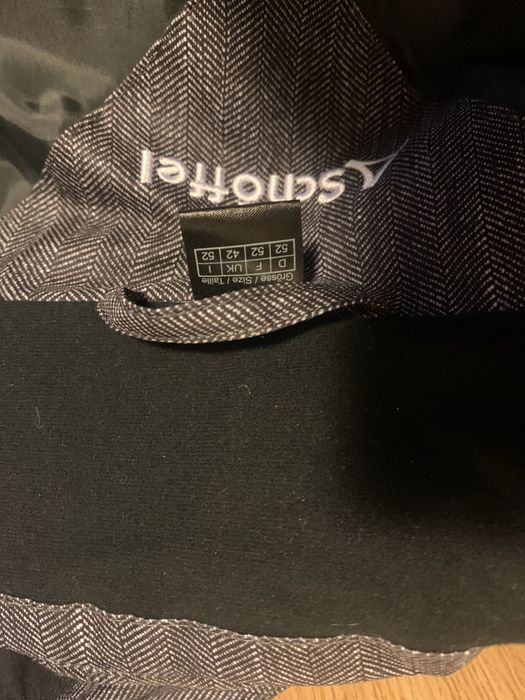 Grösse / Size / Taille
D F UK I
52 52 42 52
Schöffel